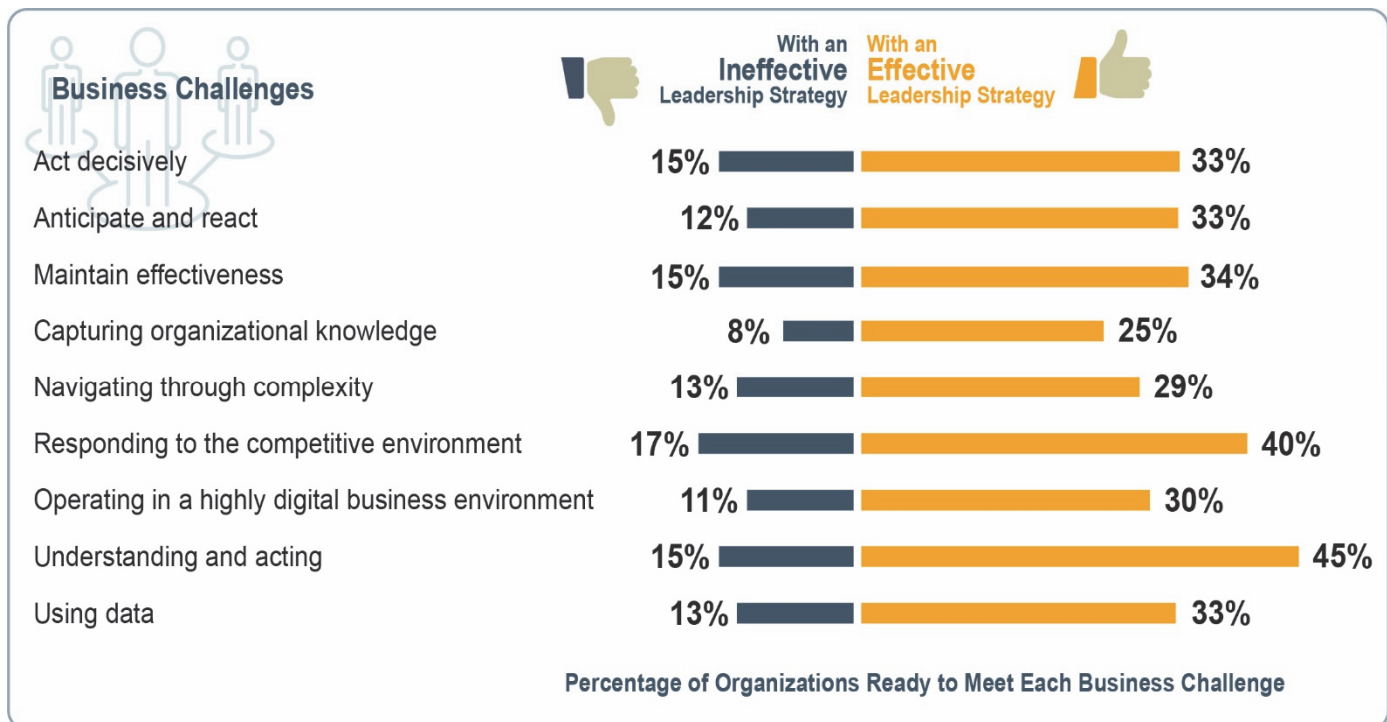 Business Challenges
With an
Ineffective
Leadership Strategy
With an
Effective
Leadership Strategy
Act decisively 15% 33%
Anticipate and react 12% 33%
Maintain effectiveness 15% 34%
Capturing organizational knowledge 8% 25%
Navigating through complexity 13% 29%
Responding to the competitive environment 17% 40%
Operating in a highly digital business environment 11% 30%
Understanding and acting 15% 45%
Using data 13% 33%
Percentage of Organizations Ready to Meet Each Business Challenge